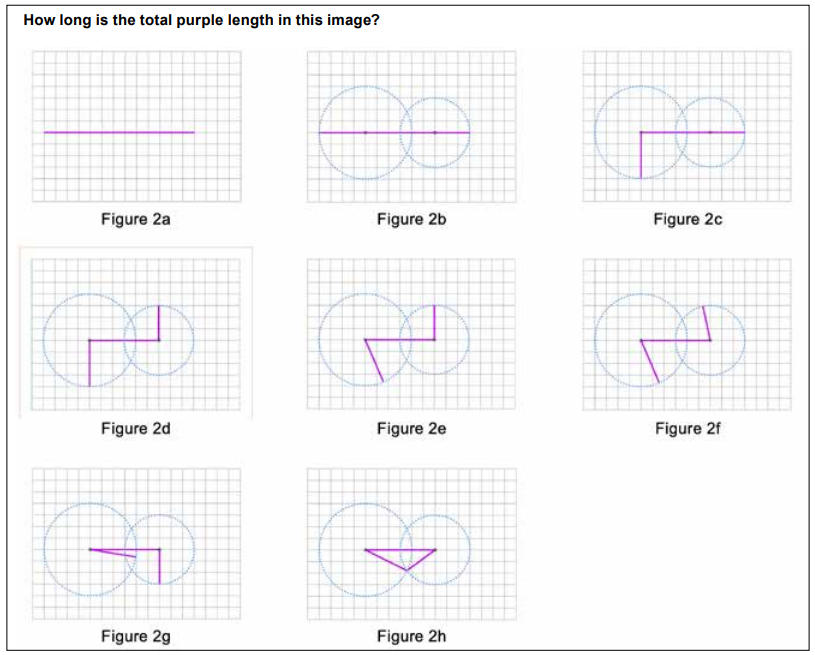 How long is the total purple length in this image?
Figure 2a
Figure 2b
Figure 2c
Figure 2d
Figure 2e
Figure 2f
Figure 2g
Figure 2h